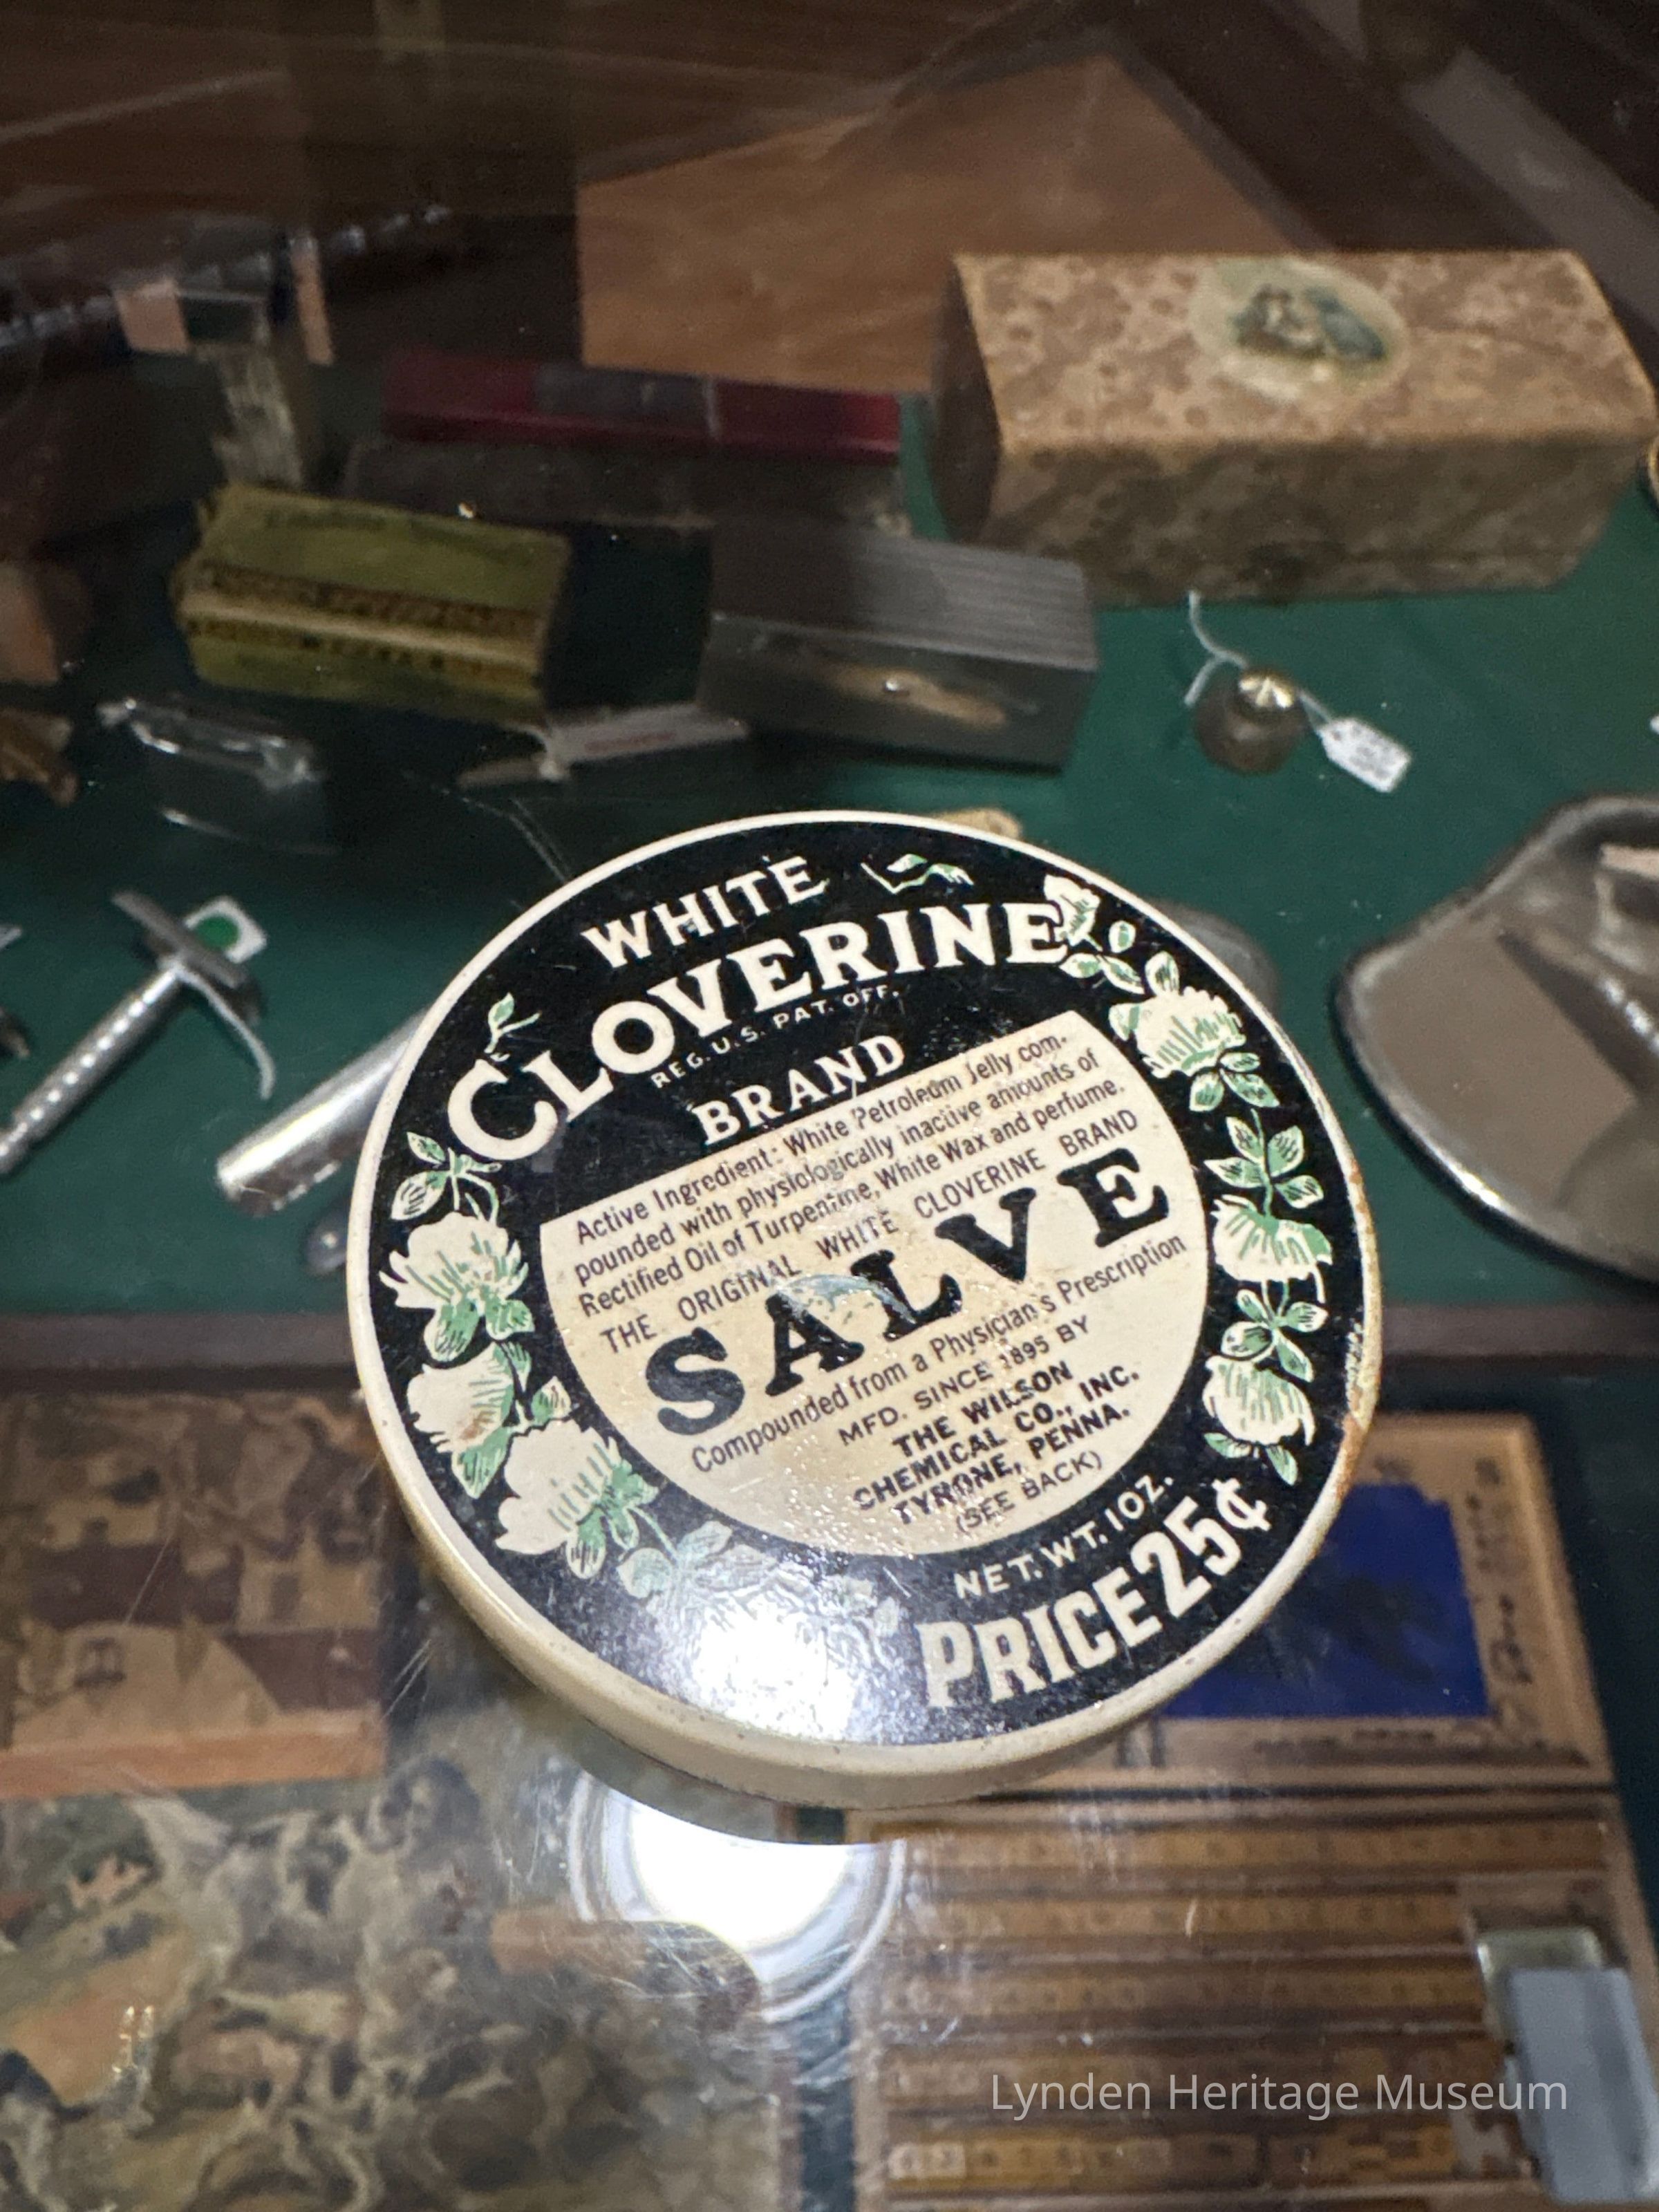 WHITE
CLOVERINE
REG. U.S. PAT. OFF.
BRAND
Active Ingredient: White Petroleum Jelly com-
pounded with physiologically inactive amounts of
Rectified Oil of Turpentine, White Wax and perfume.
THE ORIGINAL WHITE CLOVERINE BRAND
SALVE
Compounded from a Physician's Prescription
MFD. SINCE 1895 BY
THE WILSON
CHEMICAL CO., INC.
TYRONE, PENNA.
(SEE BACK)
NET. WT. 1 OZ.
PRICE 25¢
Lynden Heritage Museum